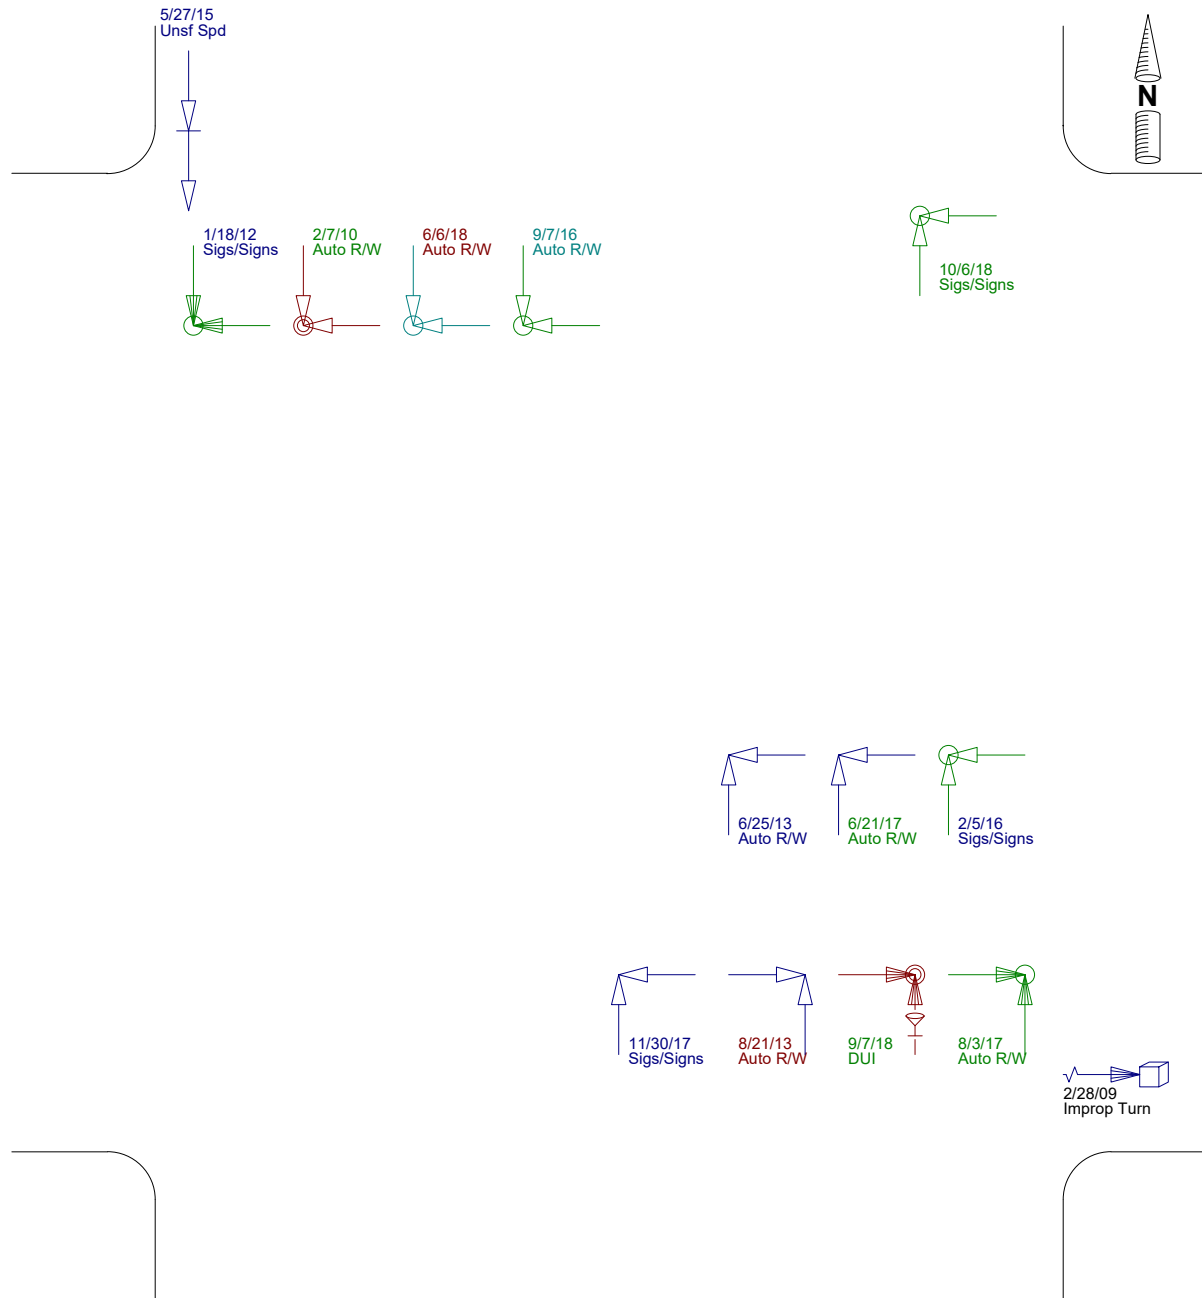 5/27/15
Unsf Spd
N
1/18/12
Sigs/Signs
2/7/10
Auto R/W
6/6/18
Auto R/W
9/7/16
Auto R/W
10/6/18
Sigs/Signs
6/25/13
Auto R/W
6/21/17
Auto R/W
2/5/16
Sigs/Signs
11/30/17
Sigs/Signs
8/21/13
Auto R/W
9/7/18
DUI
8/3/17
Auto R/W
2/28/09
Improp Turn